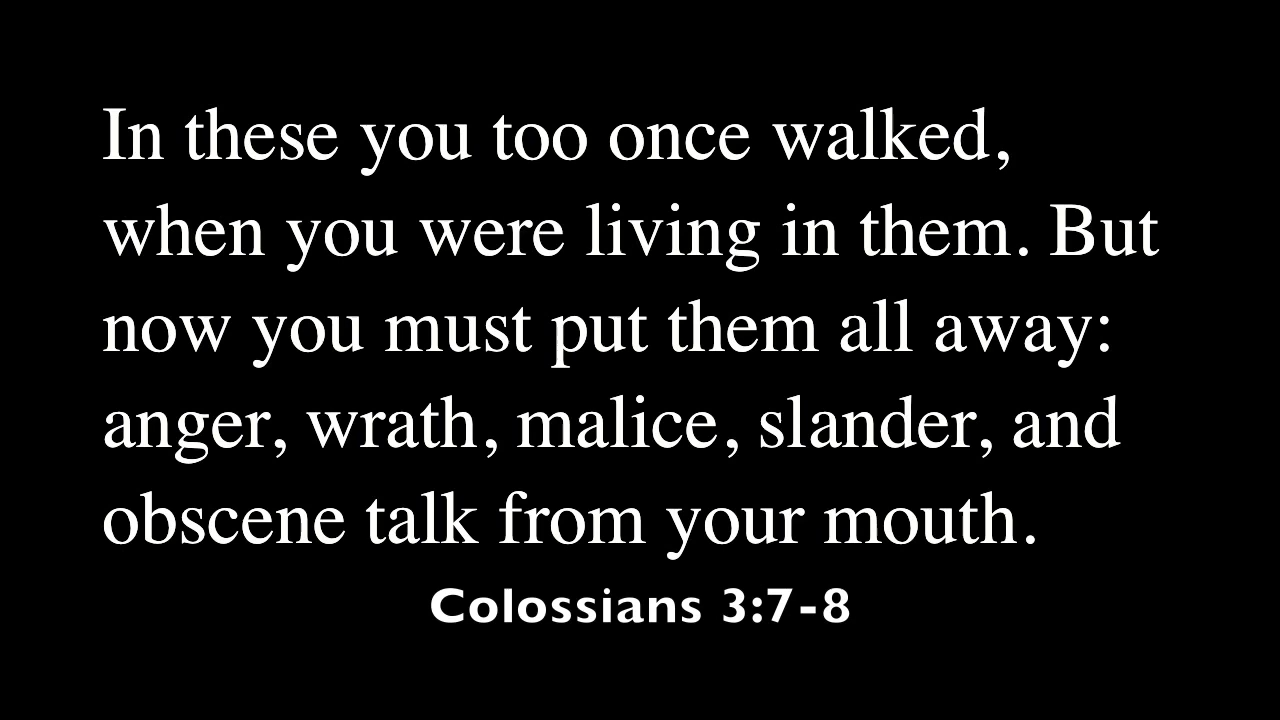 In these you too once walked,
when you were living in them. But
now you must put them all away:
anger, wrath, malice, slander, and
obscene talk from your mouth.
Colossians 3:7-8